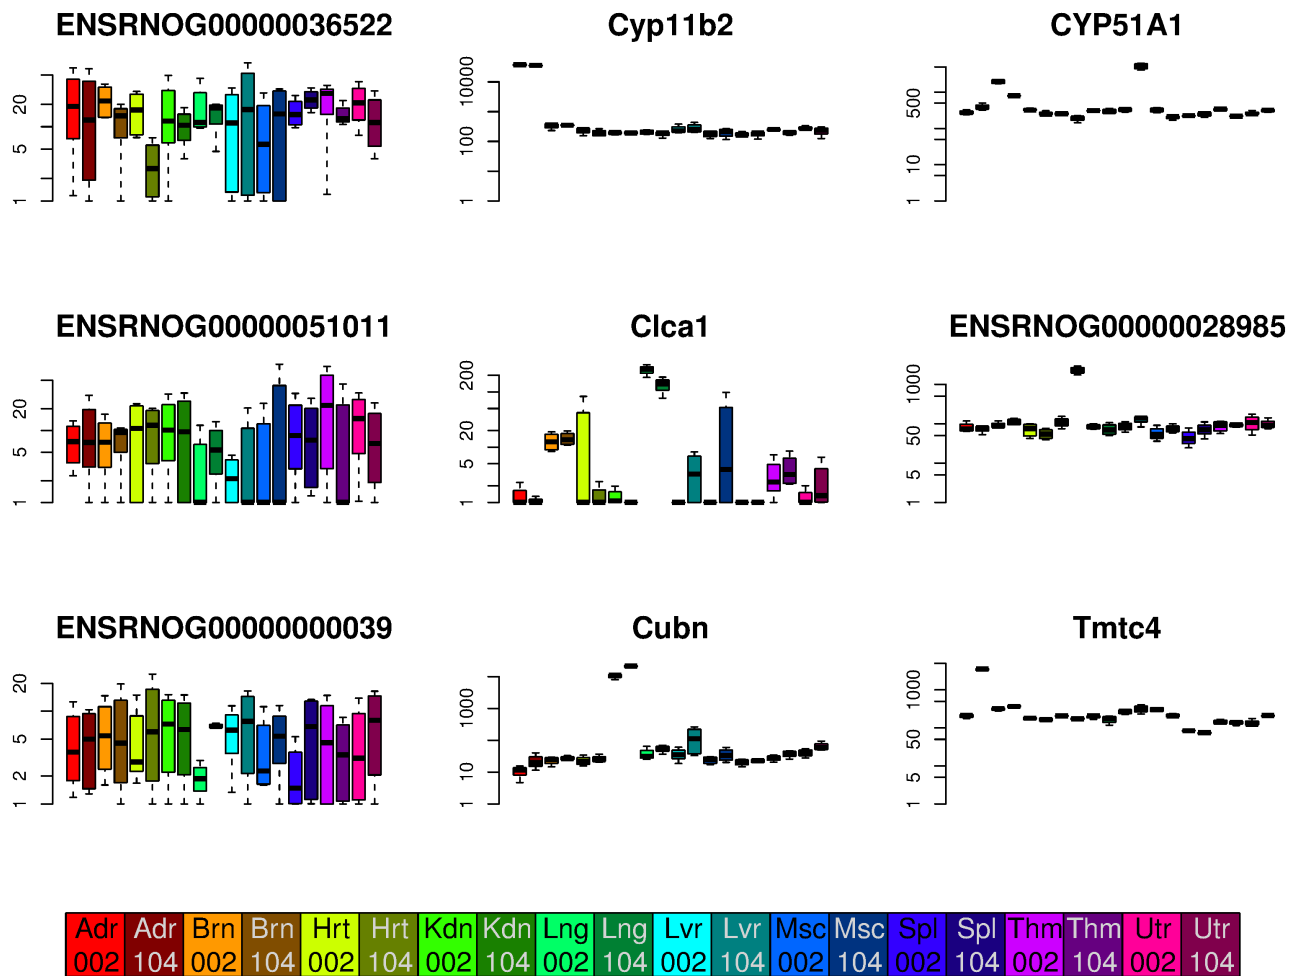 ENSRNOG00000036522 Cyp11b2 CYP51A1
20 5 1
10000 100 1
500 10 1
ENSRNOG00000051011 Clca1 ENSRNOG00000028985
20 5 1
200 20 5 1
1000 50 5 1
ENSRNOG00000000039 Cubn Tmtc4
20 5 2 1
1000 10 1
1000 50 5 1
Adr Adr Brn Brn Hrt Hrt Kdn Kdn Lng Lng Lvr Lvr Msc Msc Spl Spl Thm Thm Utr Utr
002 104 002 104 002 104 002 104 002 104 002 104 002 104 002 104 002 104 002 104